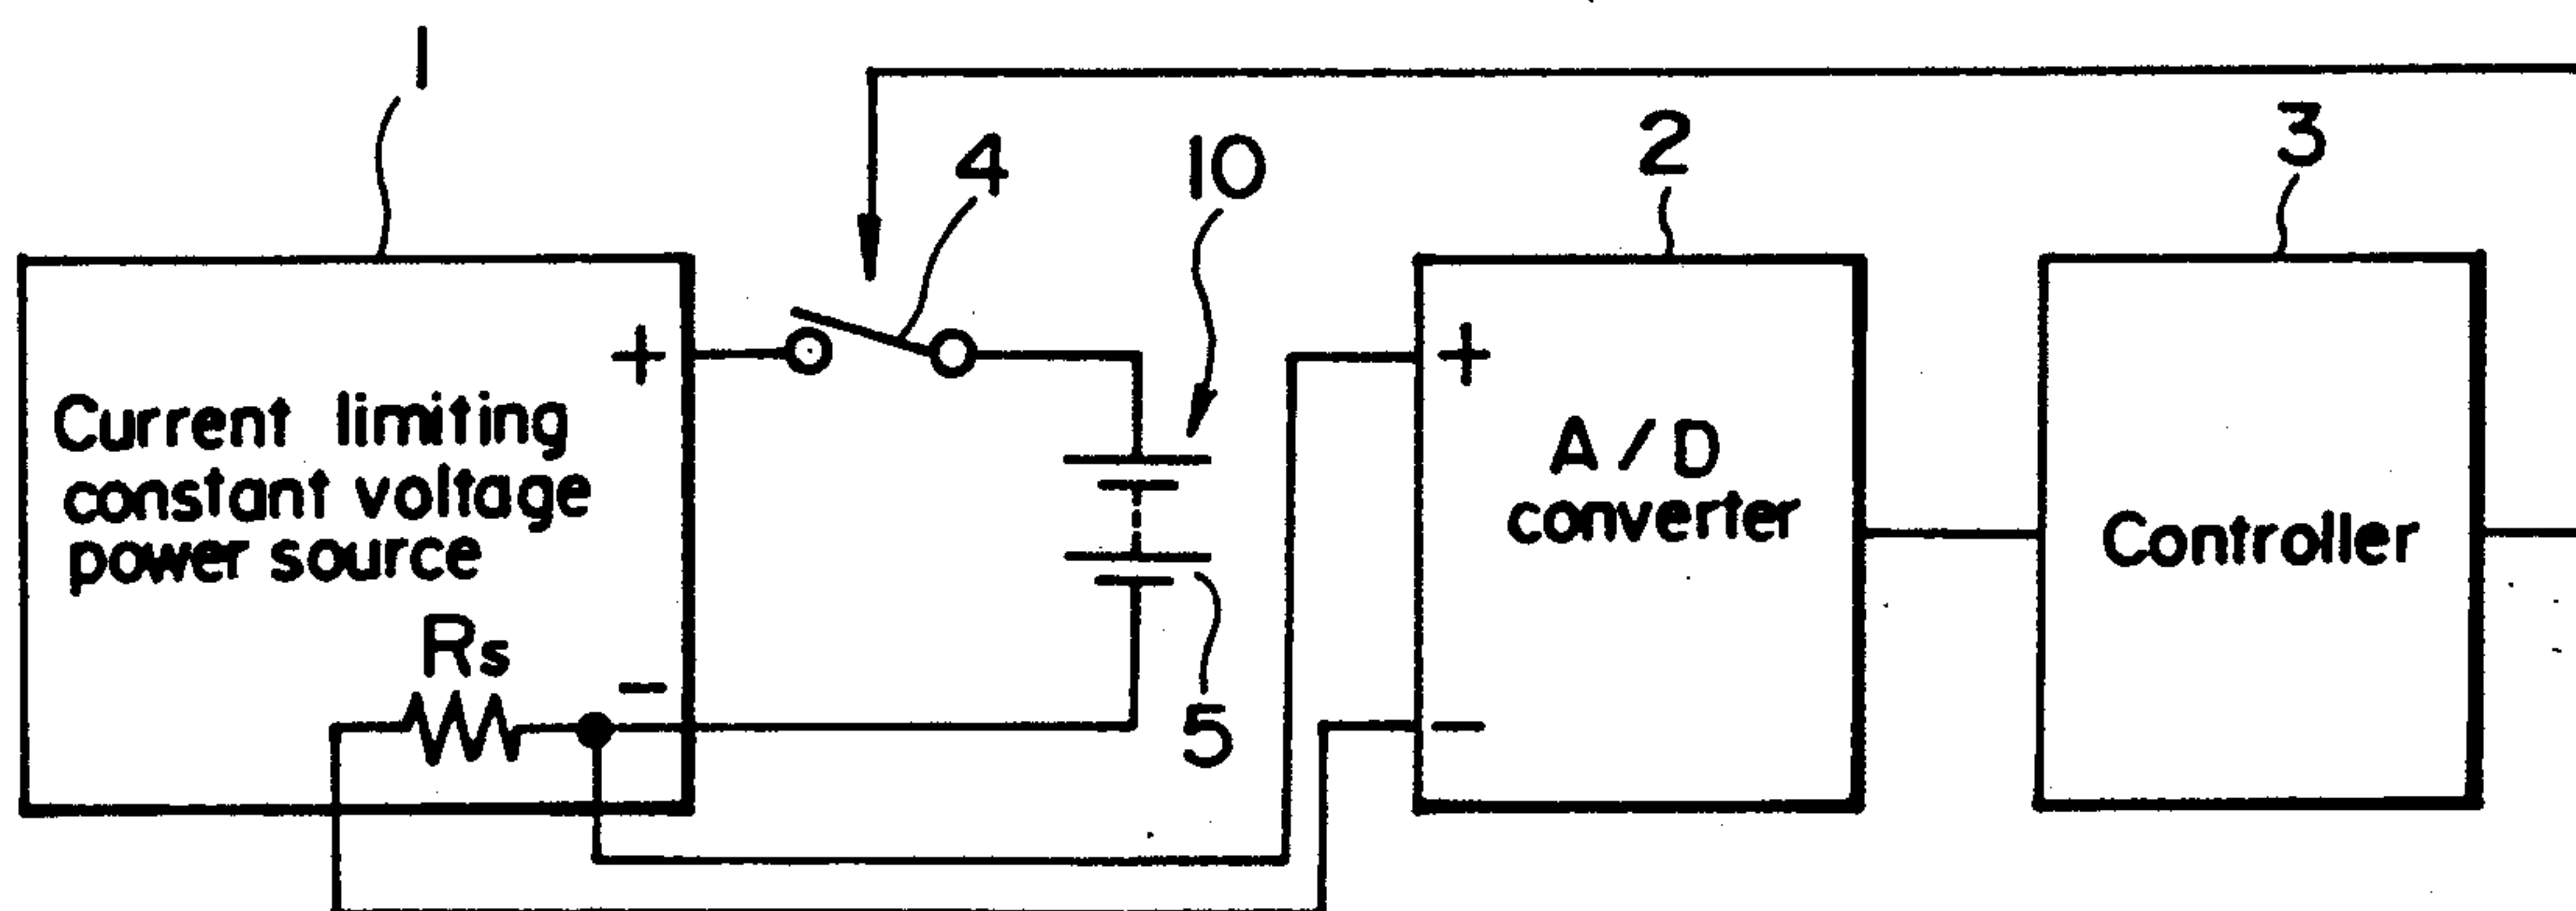 1
4
10
2
3
+
Current limiting
constant voltage
power source
Rs
−
5
+
A/D
converter
−
Controller